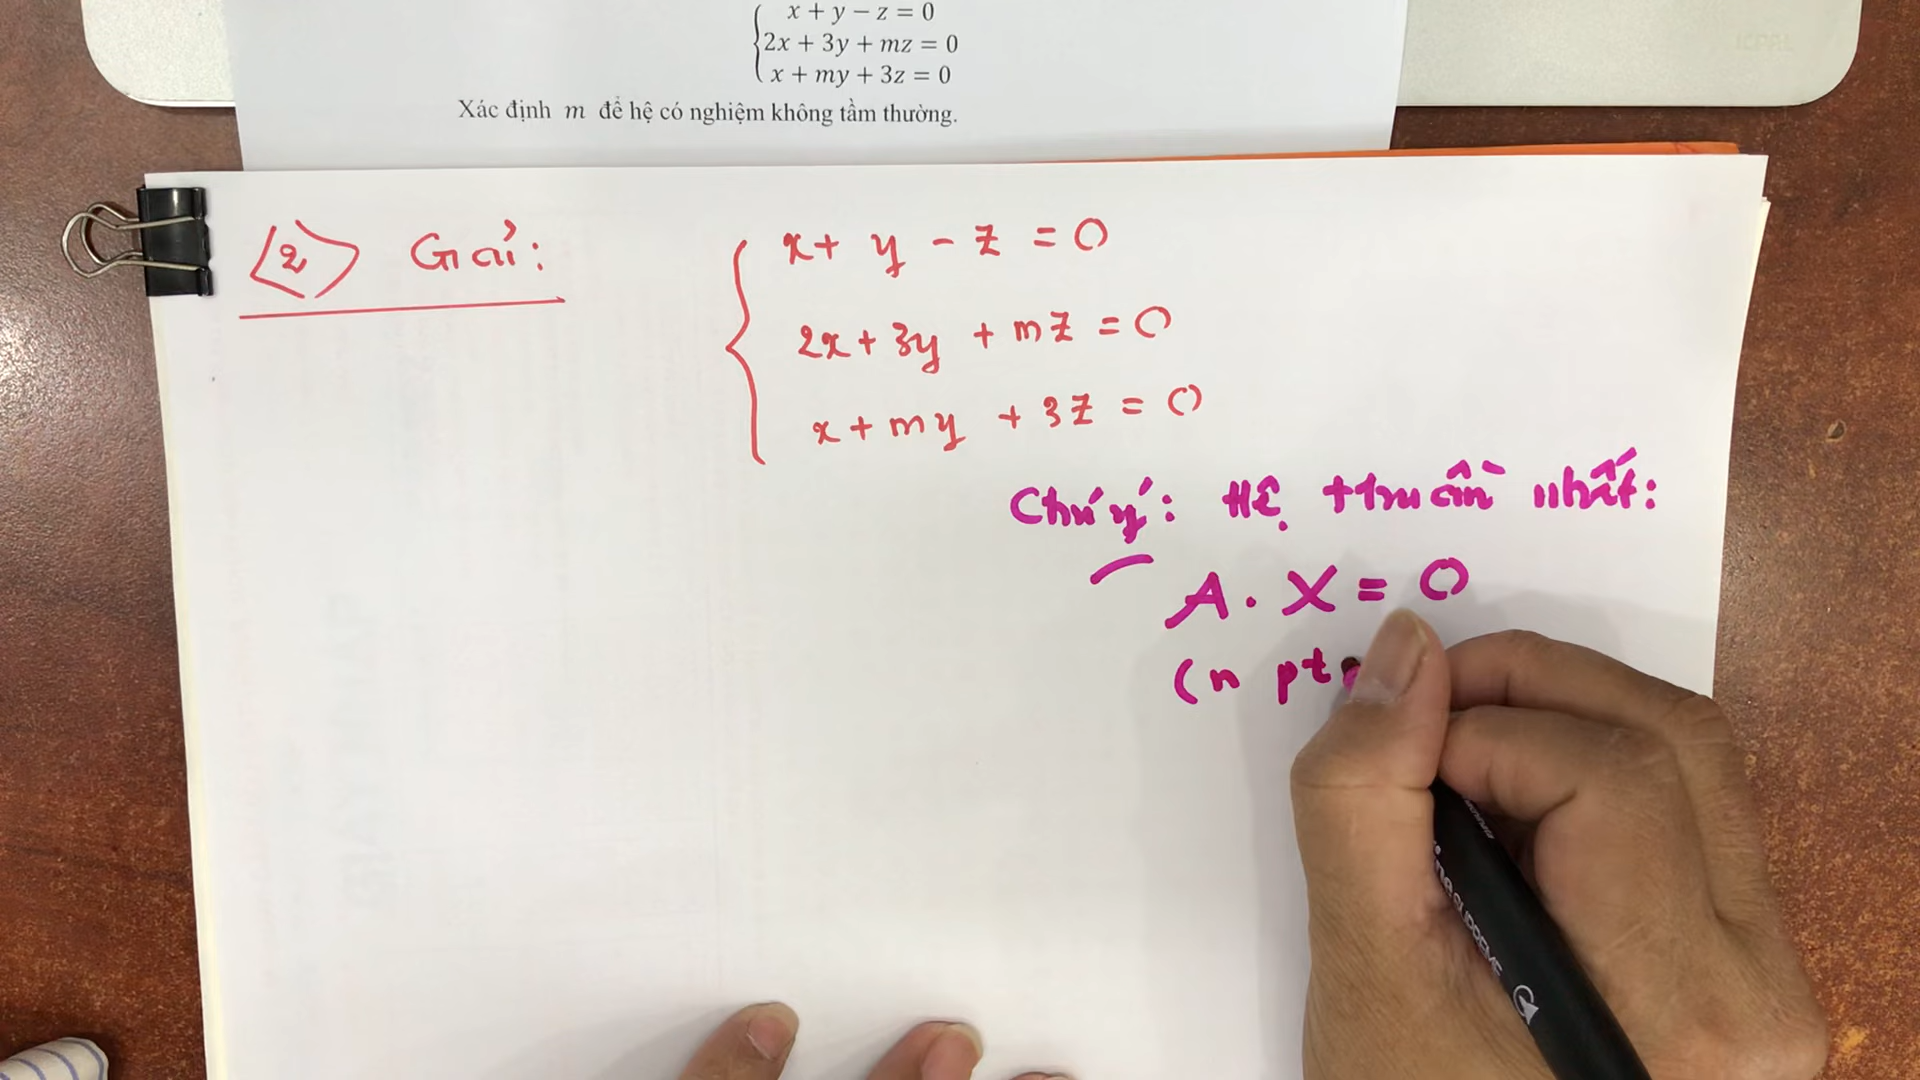 x + y − z = 0
2x + 3y + mz = 0
x + my + 3z = 0
Xác định m để hệ có nghiệm không tầm thường.
2 Giải:
x + y - z = 0
2x + 3y + mz = 0
x + my + 3z = 0
Chú ý: Hệ thuần nhất:
A . X = 0
(n pt